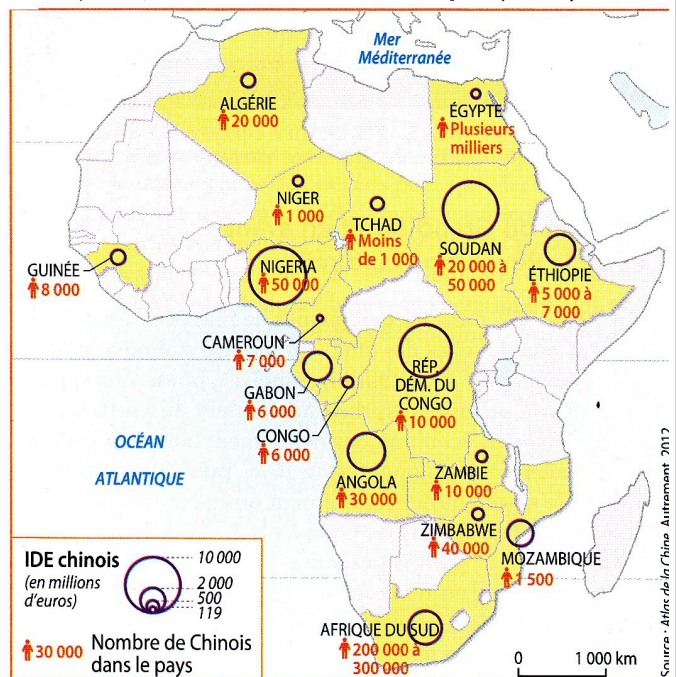 Mer
Méditerranée
ALGÉRIE
20 000
ÉGYPTE
Plusieurs
milliers
NIGER
1 000
TCHAD
Moins
de 1 000
SOUDAN
20 000 à
50 000
GUINÉE
8 000
NIGERIA
50 000
ÉTHIOPIE
5 000 à
7 000
CAMEROUN
7 000
GABON
6 000
CONGO
6 000
RÉP.
DÉM. DU
CONGO
10 000
OCÉAN
ATLANTIQUE
ANGOLA
30 000
ZAMBIE
10 000
ZIMBABWE
40 000
MOZAMBIQUE
1 500
AFRIQUE DU SUD
200 000 à
300 000
IDE chinois
(en millions
d'euros)
10 000
2 000
500
119
30 000 Nombre de Chinois
dans le pays
0 1 000 km
Source : Atlas de la Chine, Autrement, 2012